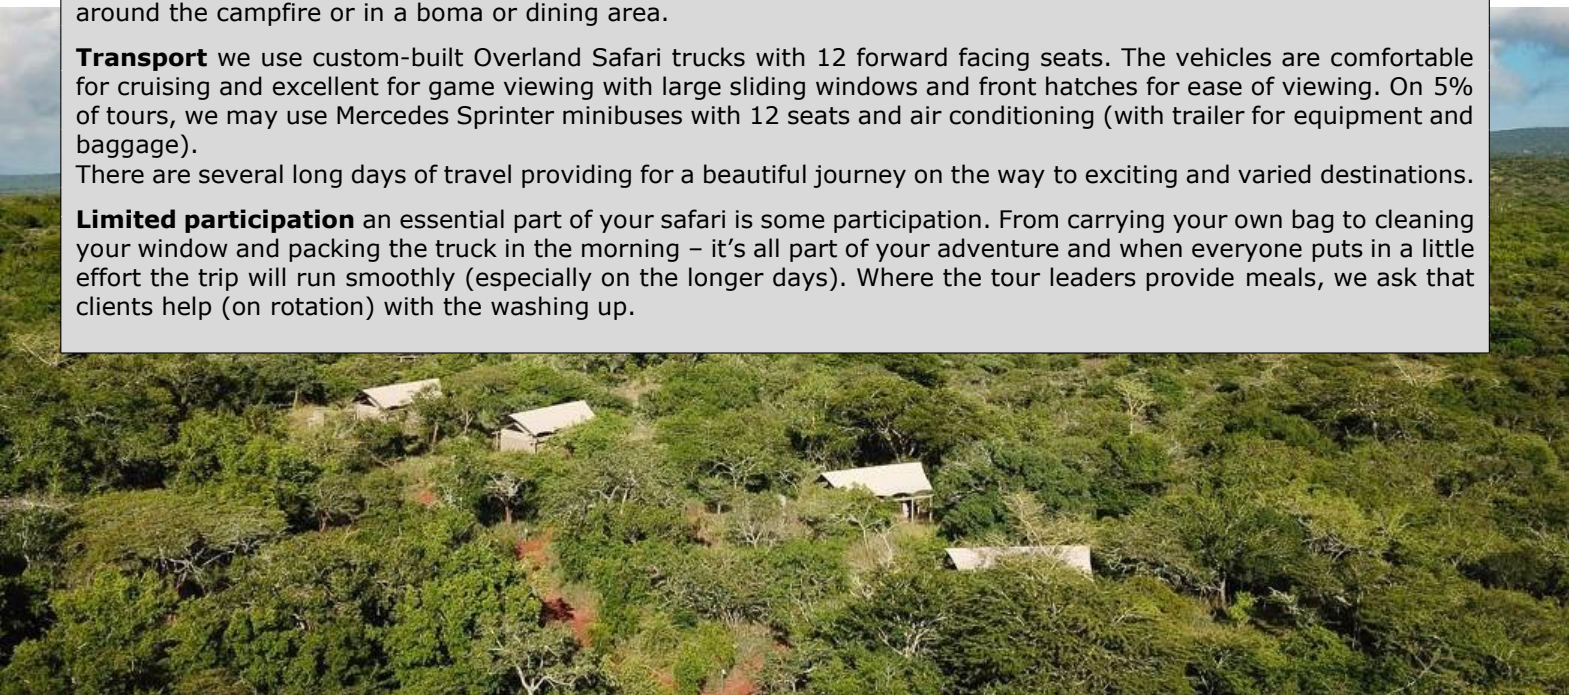 around the campfire or in a boma or dining area.
Transport we use custom-built Overland Safari trucks with 12 forward facing seats. The vehicles are comfortable
for cruising and excellent for game viewing with large sliding windows and front hatches for ease of viewing. On 5%
of tours, we may use Mercedes Sprinter minibuses with 12 seats and air conditioning (with trailer for equipment and
baggage).
There are several long days of travel providing for a beautiful journey on the way to exciting and varied destinations.
Limited participation an essential part of your safari is some participation. From carrying your own bag to cleaning
your window and packing the truck in the morning – it’s all part of your adventure and when everyone puts in a little
effort the trip will run smoothly (especially on the longer days). Where the tour leaders provide meals, we ask that
clients help (on rotation) with the washing up.